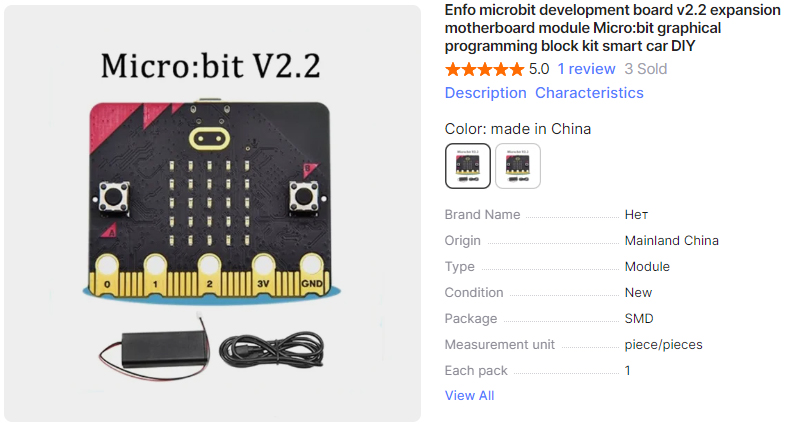 Micro:bit V2.2
A
B
0
1
2
3V
GND
Enfo microbit development board v2.2 expansion
motherboard module Micro:bit graphical
programming block kit smart car DIY
5.0 1 review 3 Sold
Description Characteristics
Color: made in China
Brand Name Нет
Origin Mainland China
Type Module
Condition New
Package SMD
Measurement unit piece/pieces
Each pack 1
View All